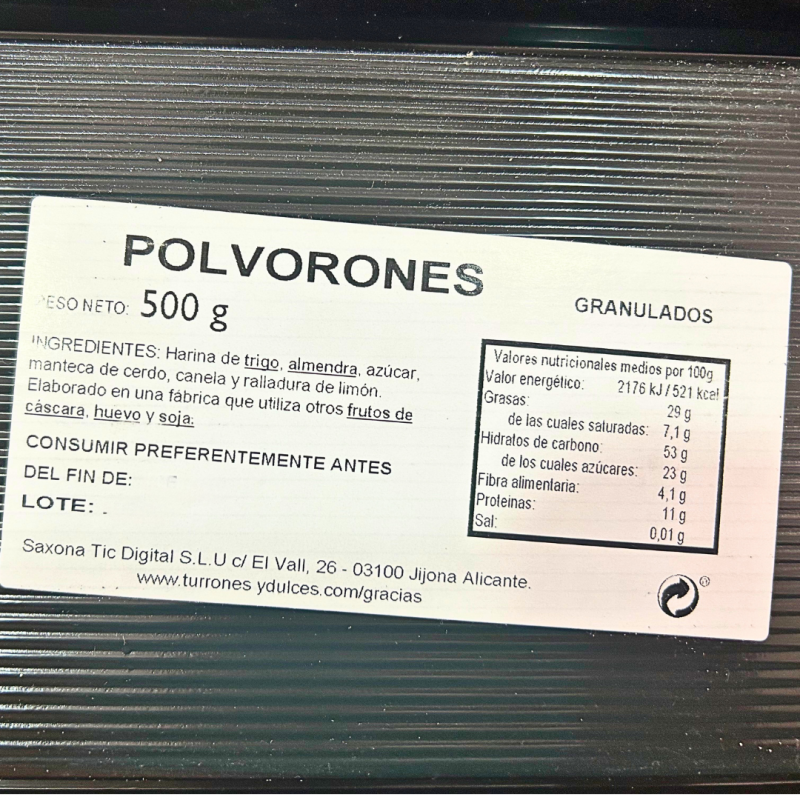 POLVORONES
PESO NETO: 500 g
GRANULADOS
INGREDIENTES: Harina de trigo, almendra, azúcar,
manteca de cerdo, canela y ralladura de limón.
Elaborado en una fábrica que utiliza otros frutos de
cáscara, huevo y soja.
CONSUMIR PREFERENTEMENTE ANTES
DEL FIN DE:
LOTE:
Valores nutricionales medios por 100g
Valor energético: 2176 kJ / 521 kcal
Grasas: 29 g
de las cuales saturadas: 7,1 g
Hidratos de carbono: 53 g
de los cuales azúcares: 23 g
Fibra alimentaria: 4,1 g
Proteinas: 11 g
Sal: 0,01 g
Saxona Tic Digital S.L.U c/ El Vall, 26 - 03100 Jijona Alicante.
www.turrones ydulces.com/gracias
®